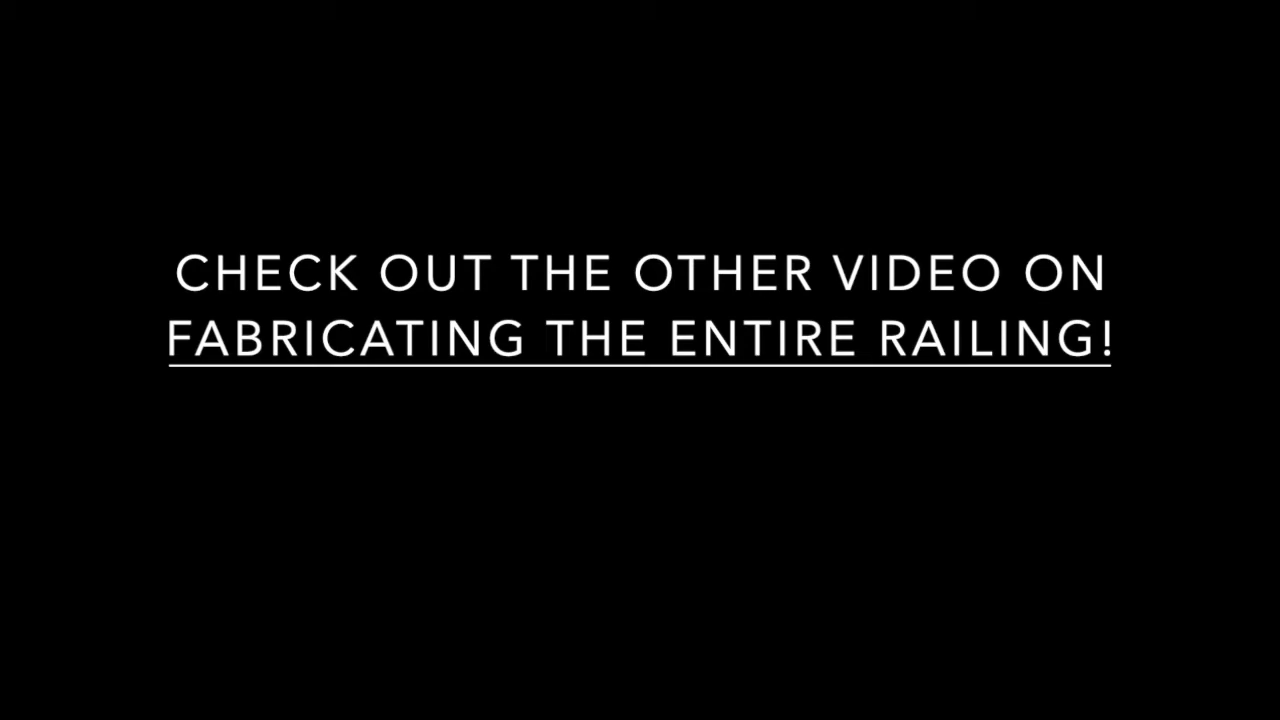 CHECK OUT THE OTHER VIDEO ON
FABRICATING THE ENTIRE RAILING!